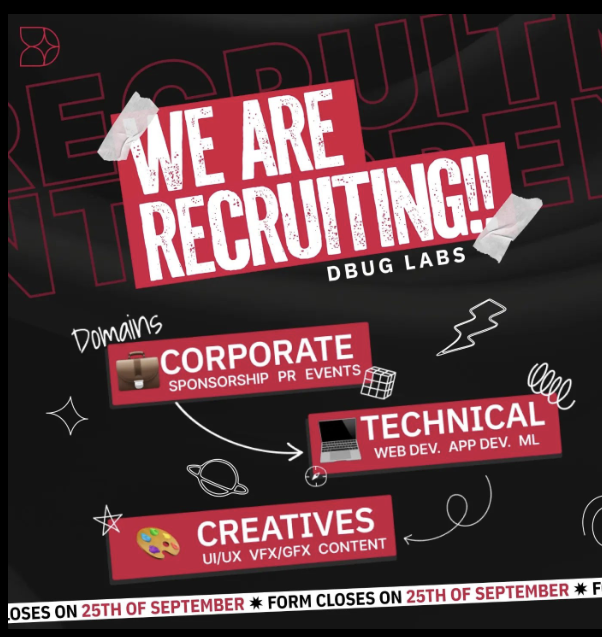 WE ARE
RECRUITING!!
DBUG LABS
Domains
CORPORATE
SPONSORSHIP PR EVENTS
TECHNICAL
WEB DEV. APP DEV. ML
CREATIVES
UI/UX VFX/GFX CONTENT
LOSES ON 25TH OF SEPTEMBER ✷ FORM CLOSES ON 25TH OF SEPTEMBER ✷ F